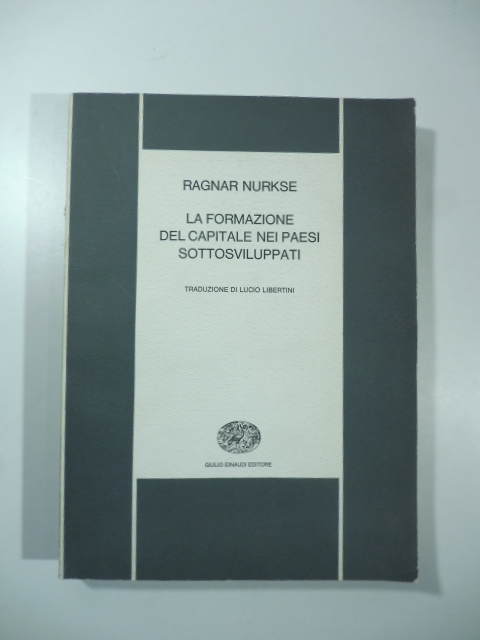 RAGNAR NURKSE
LA FORMAZIONE
DEL CAPITALE NEI PAESI
SOTTOSVILUPPATI
TRADUZIONE DI LUCIO LIBERTINI
GIULIO EINAUDI EDITORE